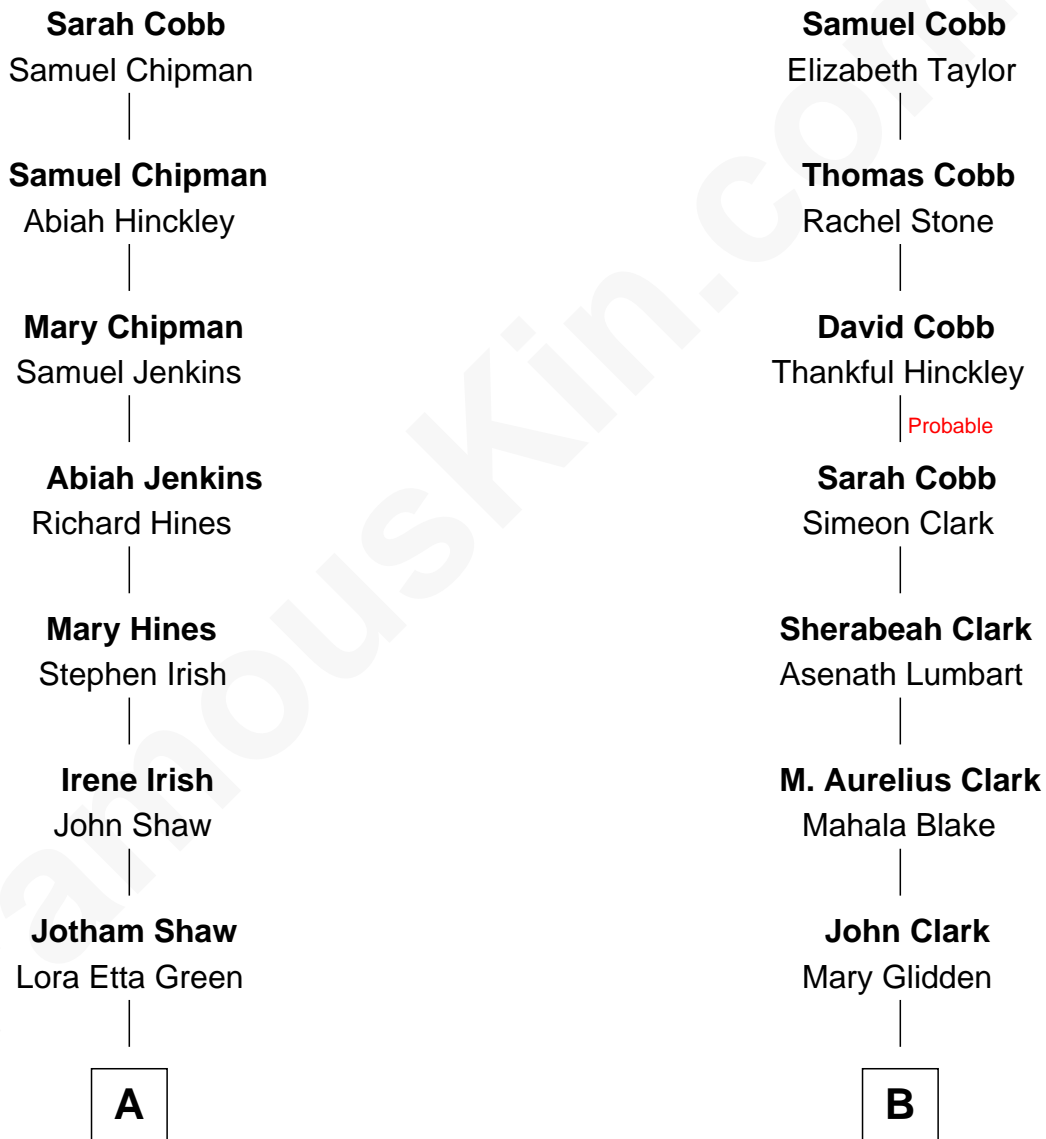 Sarah Cobb
Samuel Chipman
Samuel Chipman
Abiah Hinckley
Mary Chipman
Samuel Jenkins
Abiah Jenkins
Richard Hines
Mary Hines
Stephen Irish
Irene Irish
John Shaw
Jotham Shaw
Lora Etta Green
A
Samuel Cobb
Elizabeth Taylor
Thomas Cobb
Rachel Stone
David Cobb
Thankful Hinckley
Probable
Sarah Cobb
Simeon Clark
Sherabeah Clark
Asenath Lumbart
M. Aurelius Clark
Mahala Blake
John Clark
Mary Glidden
B
amouskin.com